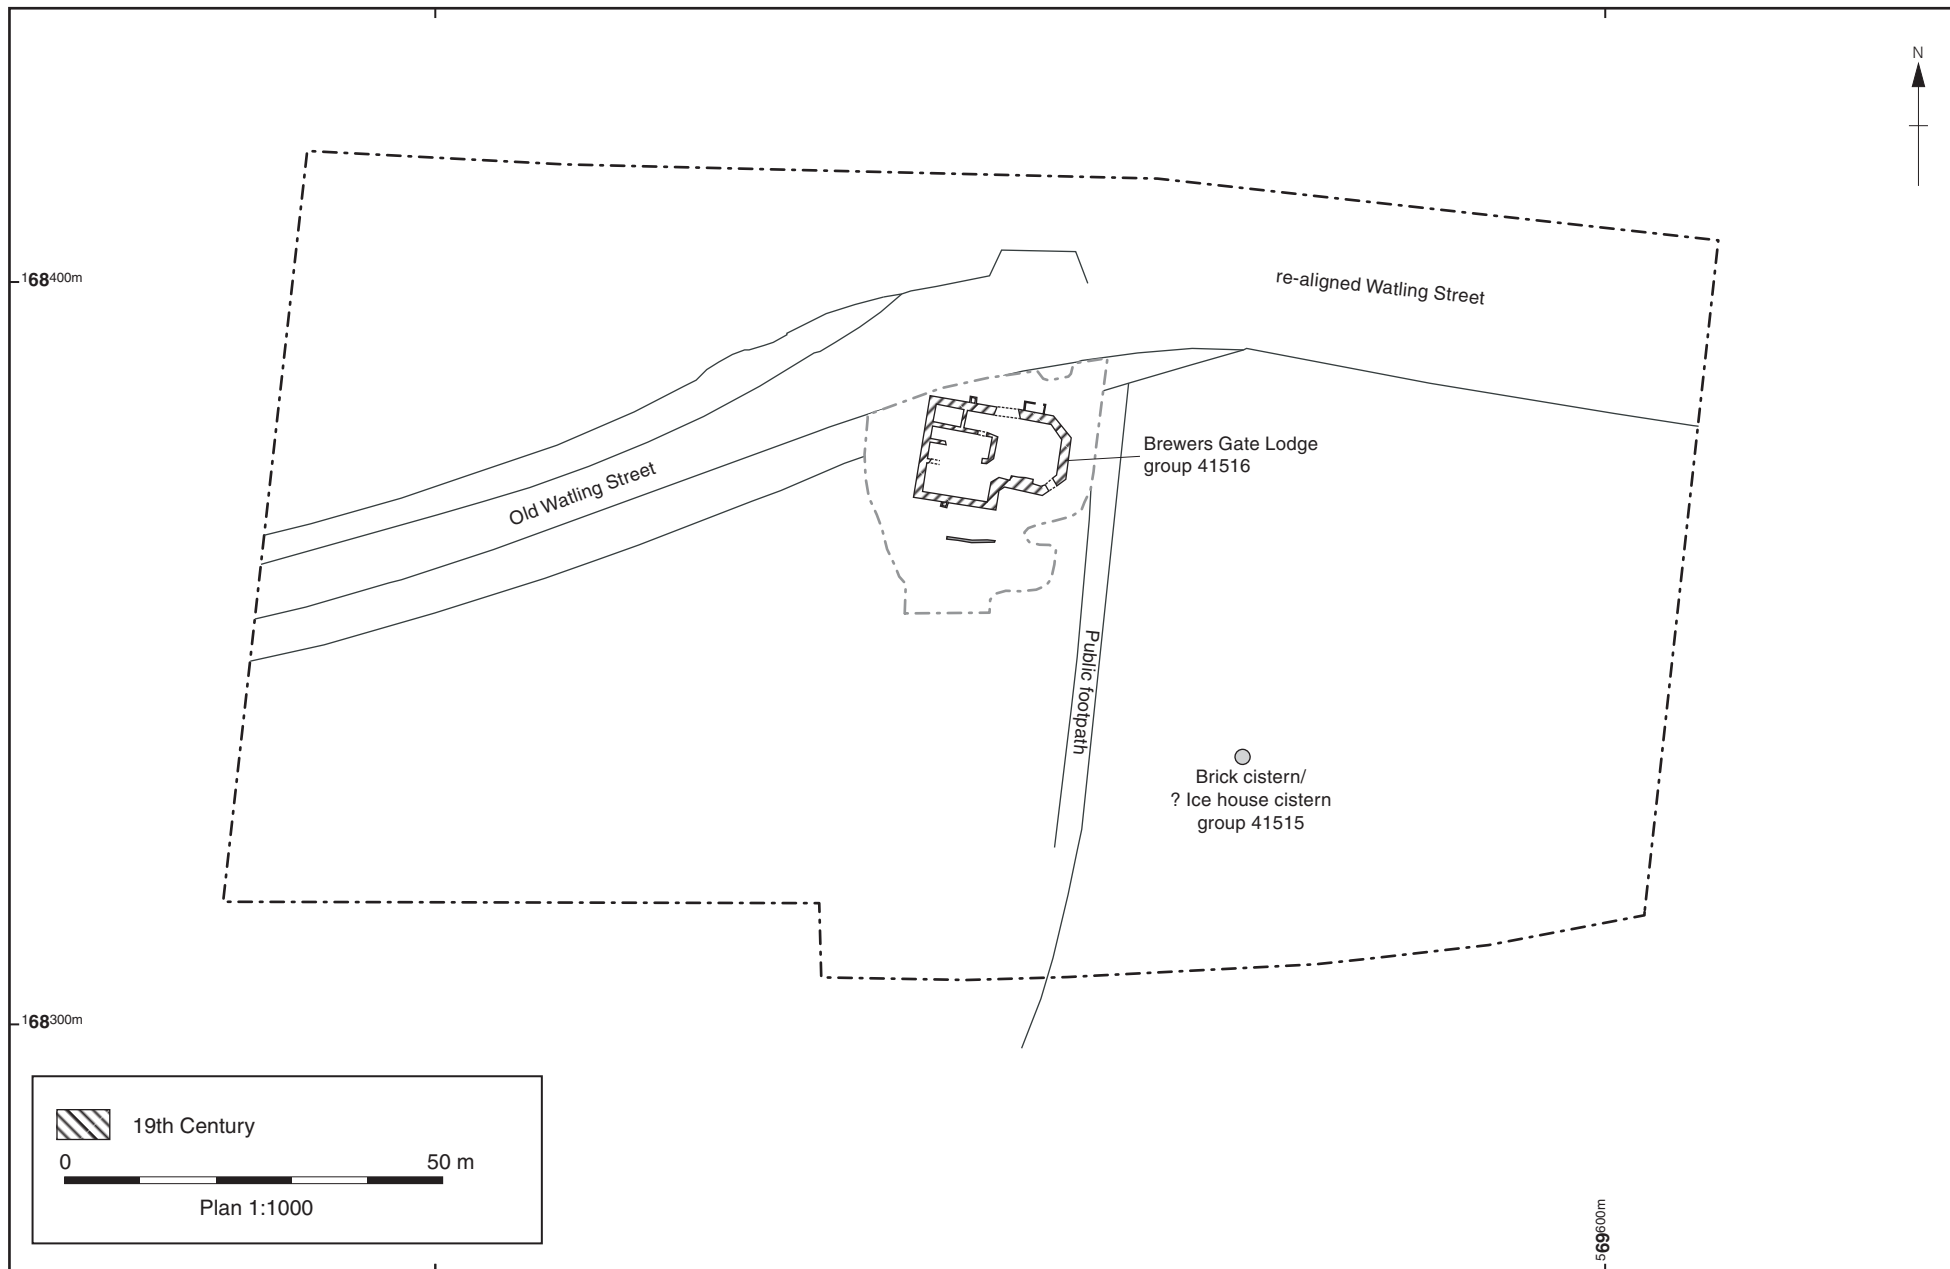 N
168400m
re-aligned Watling Street
Brewers Gate Lodge
group 41516
Old Watling Street
Public footpath
Brick cistern/
? Ice house cistern
group 41515
168300m
19th Century
0 50 m
Plan 1:1000
569600m